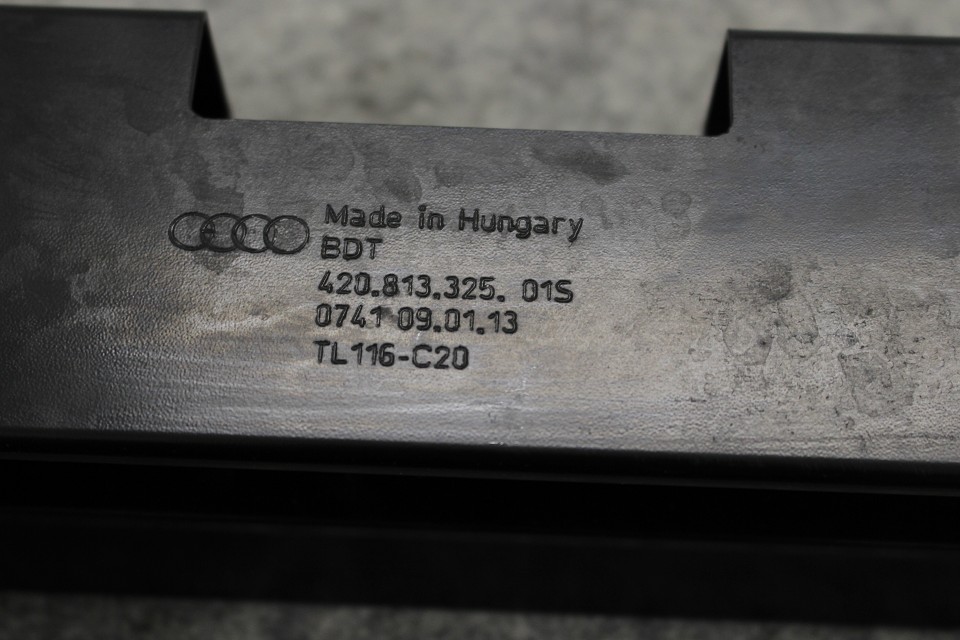 Made in Hungary
BDT
420.813.325. 01S
0741 09.01.13
TL116-C20